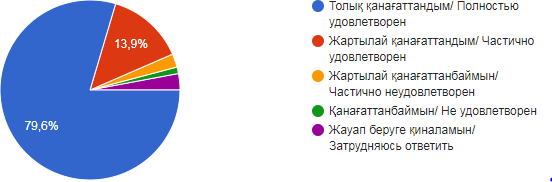 13,9%
79,6%
Толық қанағаттандым/ Полностью
удовлетворен
Жартылай қанағаттандым/ Частично
удовлетворен
Жартылай қанағаттанбаймын/
Частично неудовлетворен
Қанағаттанбаймын/ Не удовлетворен
Жауап беруге қиналамын/
Затрудняюсь ответить